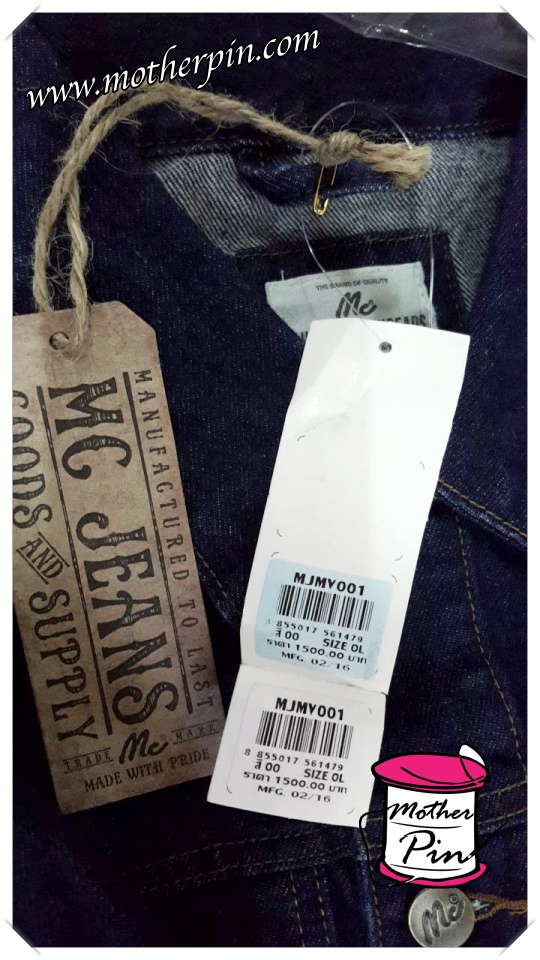 www.motherpin.com
THE BRAND OF QUALITY
Mc
MANUFACTURED TO LAST
MC JEANS
GOODS AND SUPPLY
TRADE Mc MARK
MADE WITH PRIDE
MJMV001
8 855017 561479
สี 00 SIZE 0L
ราคา 1500.00 บาท
MFG. 02/16
MJMV001
8 855017 561479
สี 00 SIZE 0L
ราคา 1500.00 บาท
MFG. 02/16
Mother
Pin
Mc